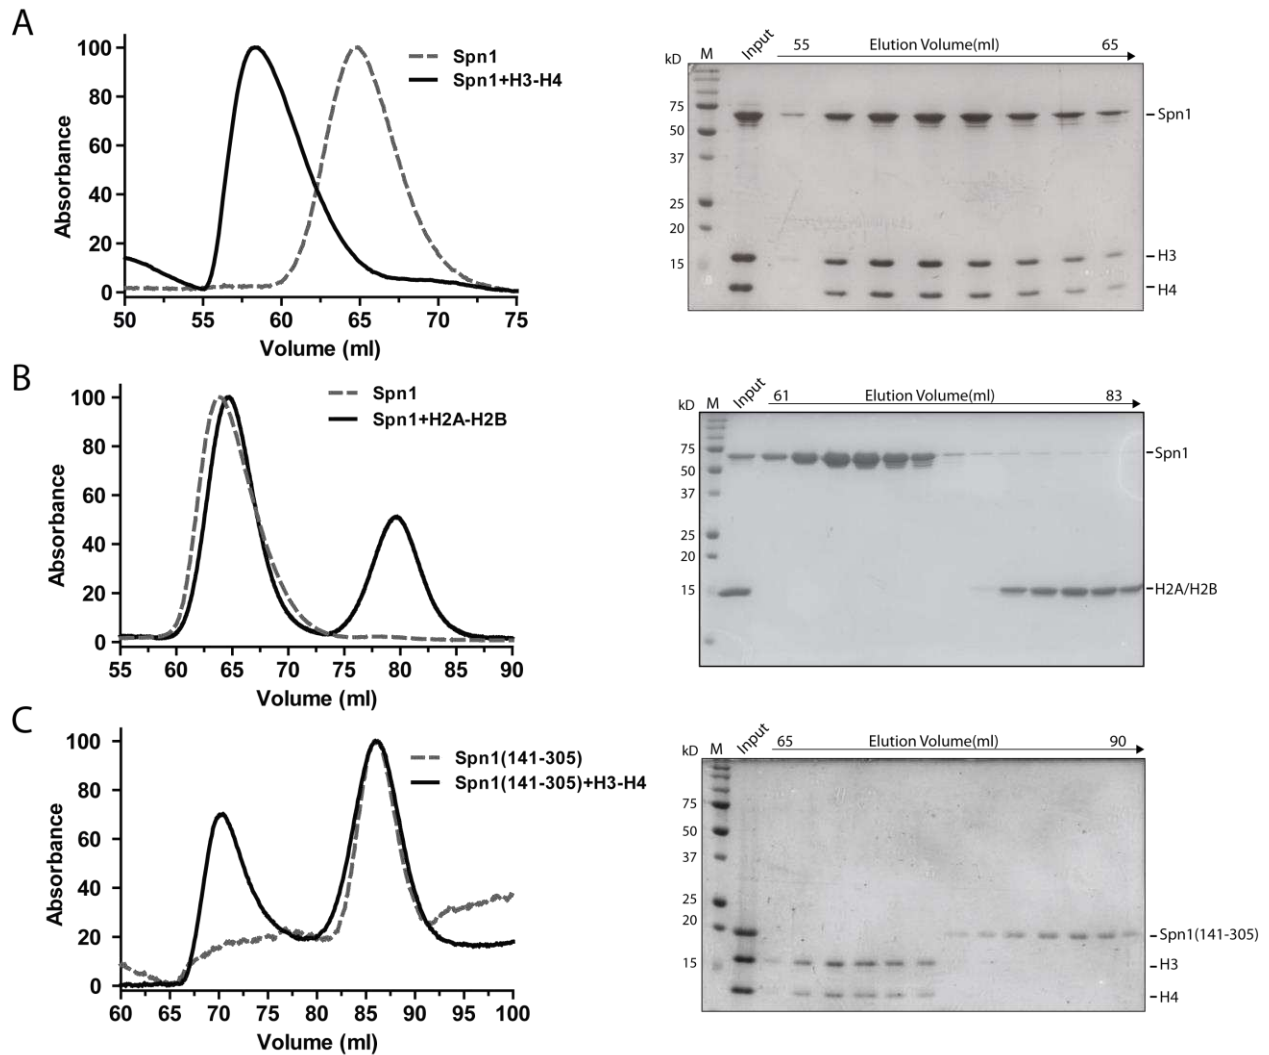 A
100
80
60
40
20
0
Absorbance
50 55 60 65 70 75
Volume (ml)
Spn1
Spn1+H3-H4
kD M Input 55 Elution Volume(ml) 65
75
50
37
25
20
15
Spn1
H3
H4
B
100
80
60
40
20
0
Absorbance
55 60 65 70 75 80 85 90
Volume (ml)
Spn1
Spn1+H2A-H2B
kD M Input 61 Elution Volume(ml) 83
75
50
37
25
20
15
Spn1
H2A/H2B
C
100
80
60
40
20
0
Absorbance
60 65 70 75 80 85 90 95 100
Volume (ml)
Spn1(141-305)
Spn1(141-305)+H3-H4
kD M Input 65 Elution Volume(ml) 90
75
50
37
25
20
15
Spn1(141-305)
H3
H4